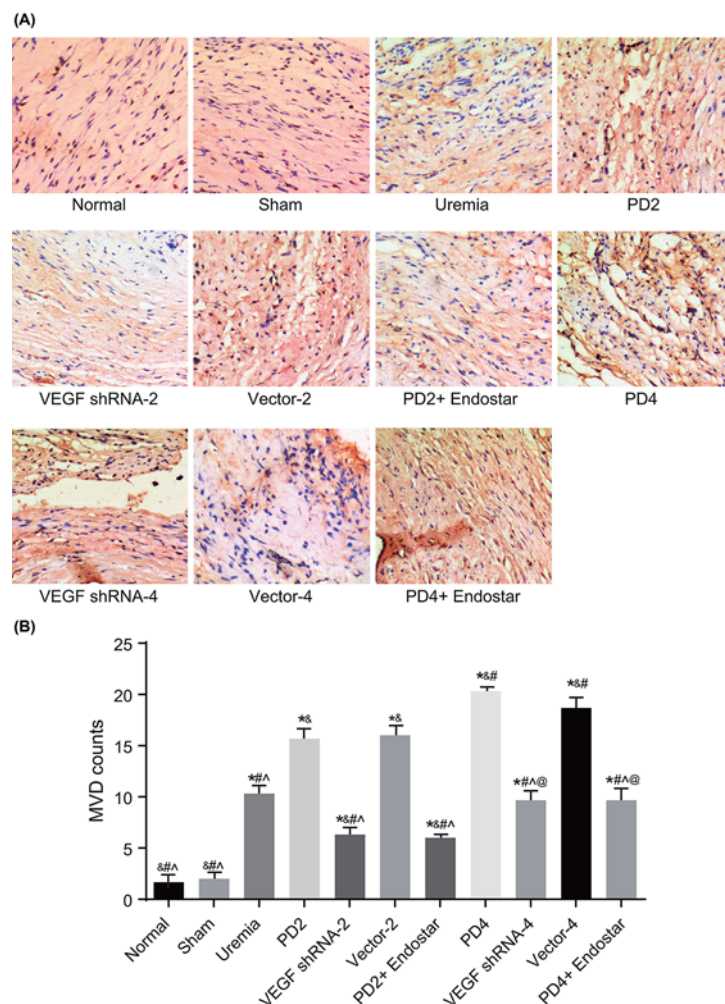 (A)
Normal
Sham
Uremia
PD2
VEGF shRNA-2
Vector-2
PD2+ Endostar
PD4
VEGF shRNA-4
Vector-4
PD4+ Endostar
(B)
MVD counts
25
20
15
10
5
0
&#^
&#^
*#^
*&
*&#^
*&
*&#^
*&#
*#^@
*&#
*#^@
Normal
Sham
Uremia
PD2
VEGF shRNA-2
Vector-2
PD2+ Endostar
PD4
VEGF shRNA-4
Vector-4
PD4+ Endostar